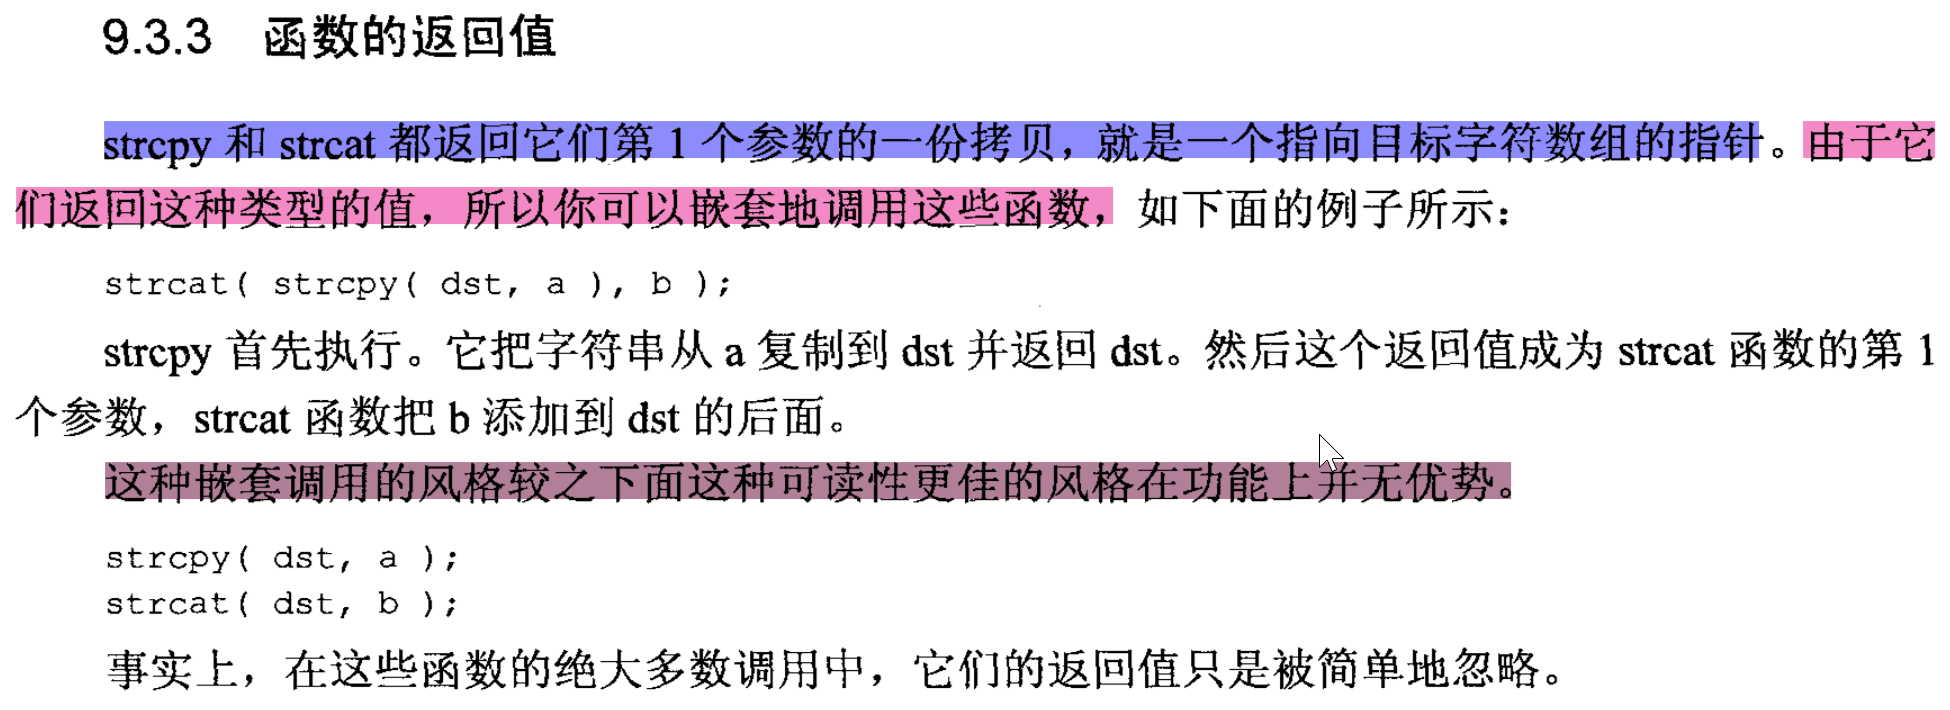 9.3.3 函数的返回值
strcpy 和 strcat 都返回它们第 1 个参数的一份拷贝，就是一个指向目标字符数组的指针。由于它
们返回这种类型的值，所以你可以嵌套地调用这些函数，如下面的例子所示：
strcat( strcpy( dst, a ), b );
strcpy 首先执行。它把字符串从 a 复制到 dst 并返回 dst。然后这个返回值成为 strcat 函数的第 1
个参数，strcat 函数把 b 添加到 dst 的后面。
这种嵌套调用的风格较之下面这种可读性更佳的风格在功能上并无优势。
strcpy( dst, a );
strcat( dst, b );
事实上，在这些函数的绝大多数调用中，它们的返回值只是被简单地忽略。